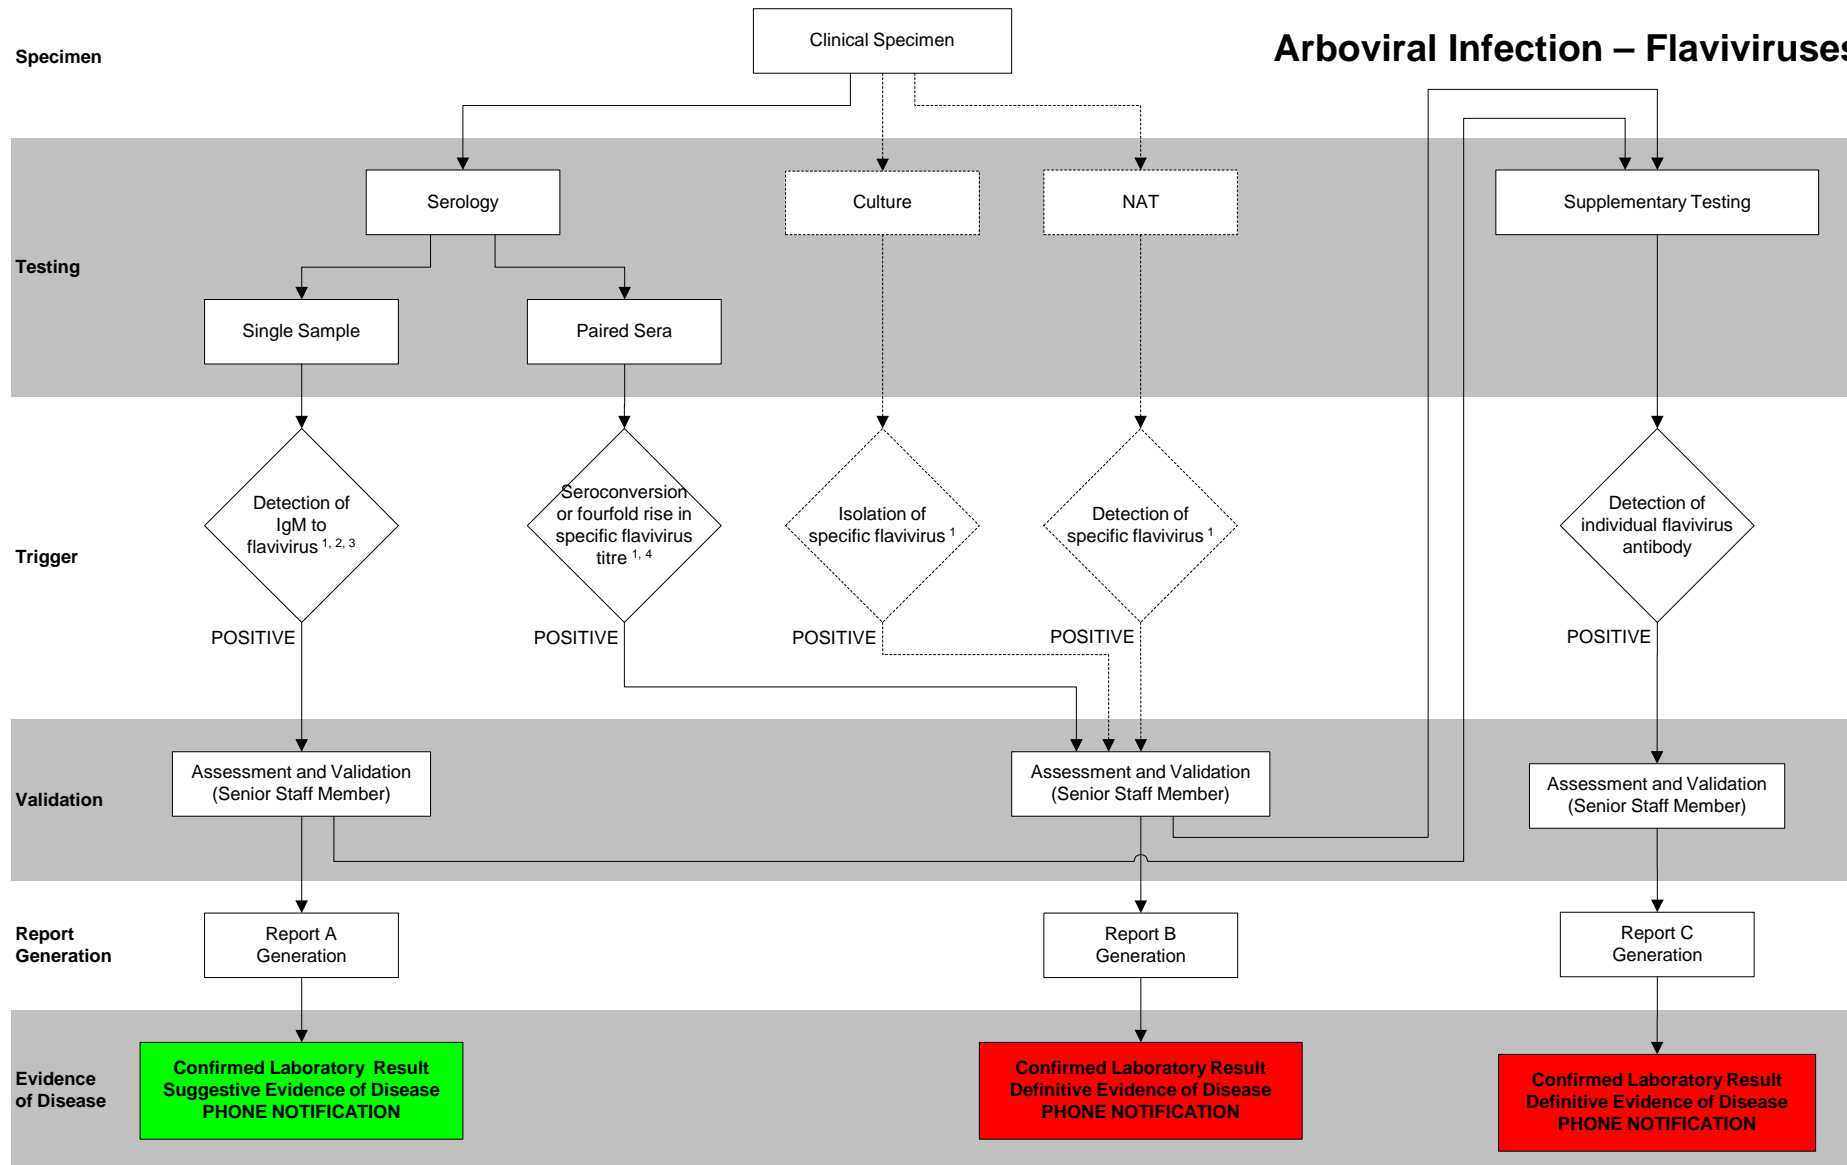 Arboviral Infection – Flaviviruses
Specimen
Clinical Specimen
Testing
Serology
Culture
NAT
Supplementary Testing
Single Sample
Paired Sera
Trigger
Detection of
IgM to
flavivirus 1, 2, 3
Seroconversion
or fourfold rise in
specific flavivirus
titre 1, 4
Isolation of
specific flavivirus 1
Detection of
specific flavivirus 1
Detection of
individual flavivirus
antibody
POSITIVE
POSITIVE
POSITIVE
POSITIVE
POSITIVE
Validation
Assessment and Validation
(Senior Staff Member)
Assessment and Validation
(Senior Staff Member)
Assessment and Validation
(Senior Staff Member)
Report
Generation
Report A
Generation
Report B
Generation
Report C
Generation
Evidence
of Disease
Confirmed Laboratory Result
Suggestive Evidence of Disease
PHONE NOTIFICATION
Confirmed Laboratory Result
Definitive Evidence of Disease
PHONE NOTIFICATION
Confirmed Laboratory Result
Definitive Evidence of Disease
PHONE NOTIFICATION